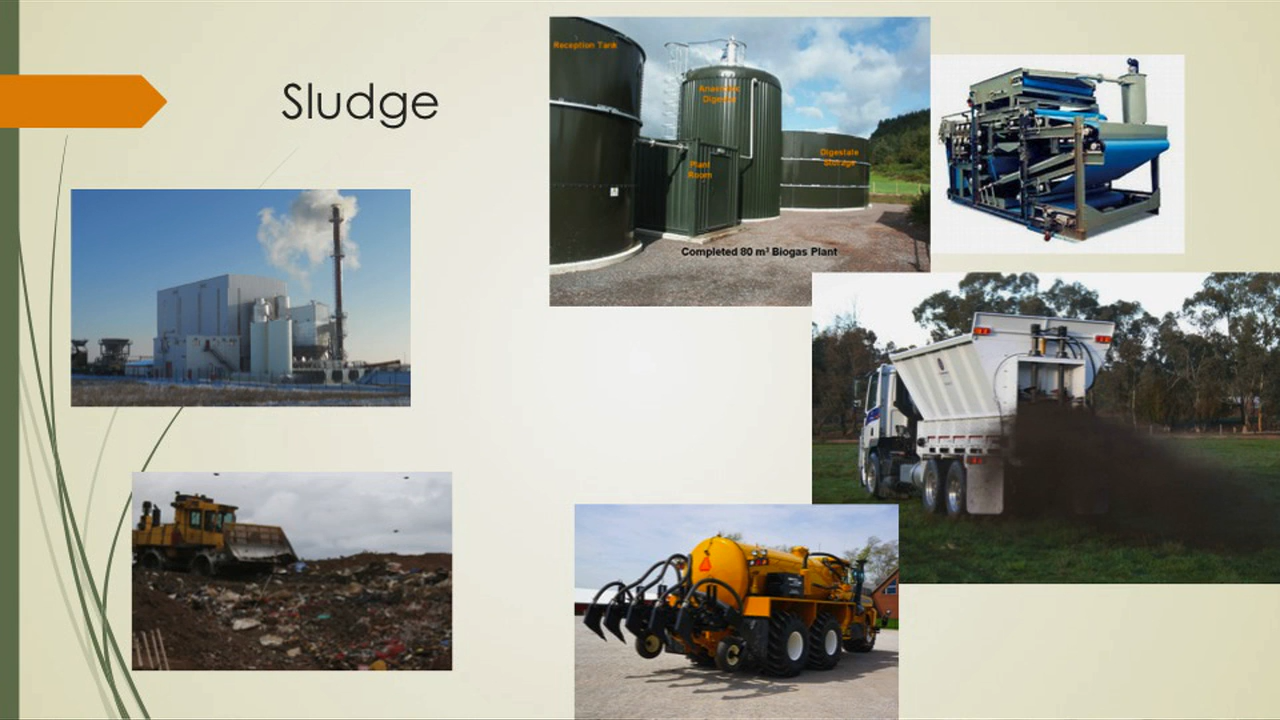 Sludge
Reception Tank
Anaerobic
Digester
Plant
Room
Digestate
Storage
Completed 80 m³ Biogas Plant